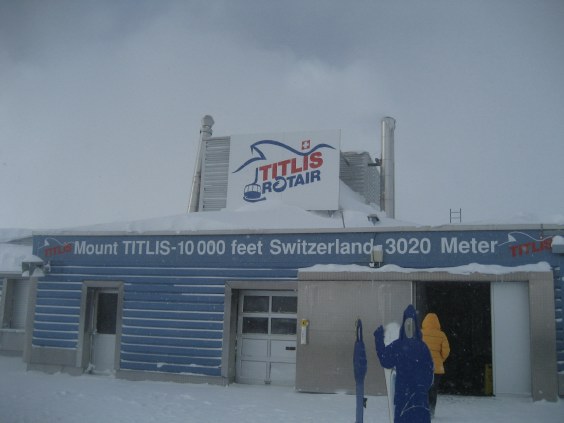 TITLIS
ROTAIR
TITLIS Mount TITLIS-10 000 feet Switzerland 3020 Meter TITLIS